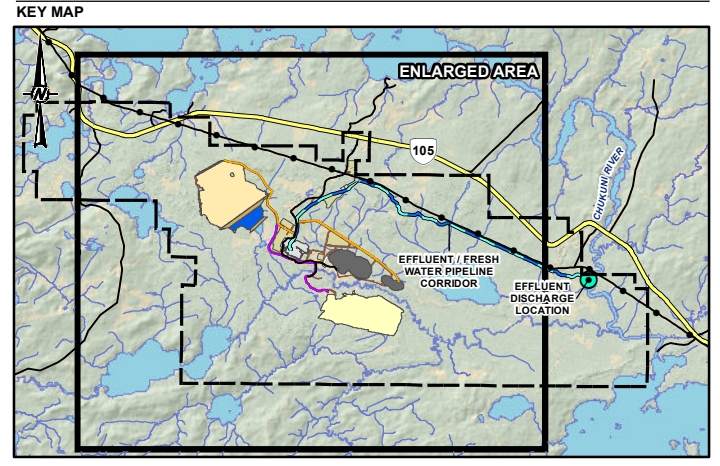 KEY MAP
ENLARGED AREA
N
105
CHUKUNI RIVER
EFFLUENT / FRESH
WATER PIPELINE
CORRIDOR
EFFLUENT
DISCHARGE
LOCATION